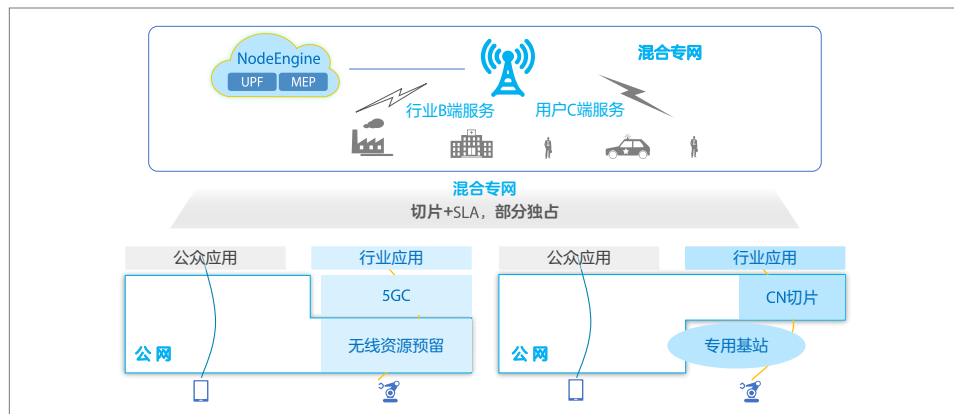 NodeEngine
UPF MEP
混合专网
行业B端服务 用户C端服务
混合专网
切片+SLA，部分独占
公众应用 行业应用 公众应用 行业应用
5GC CN切片
无线资源预留 专用基站
公网 公网